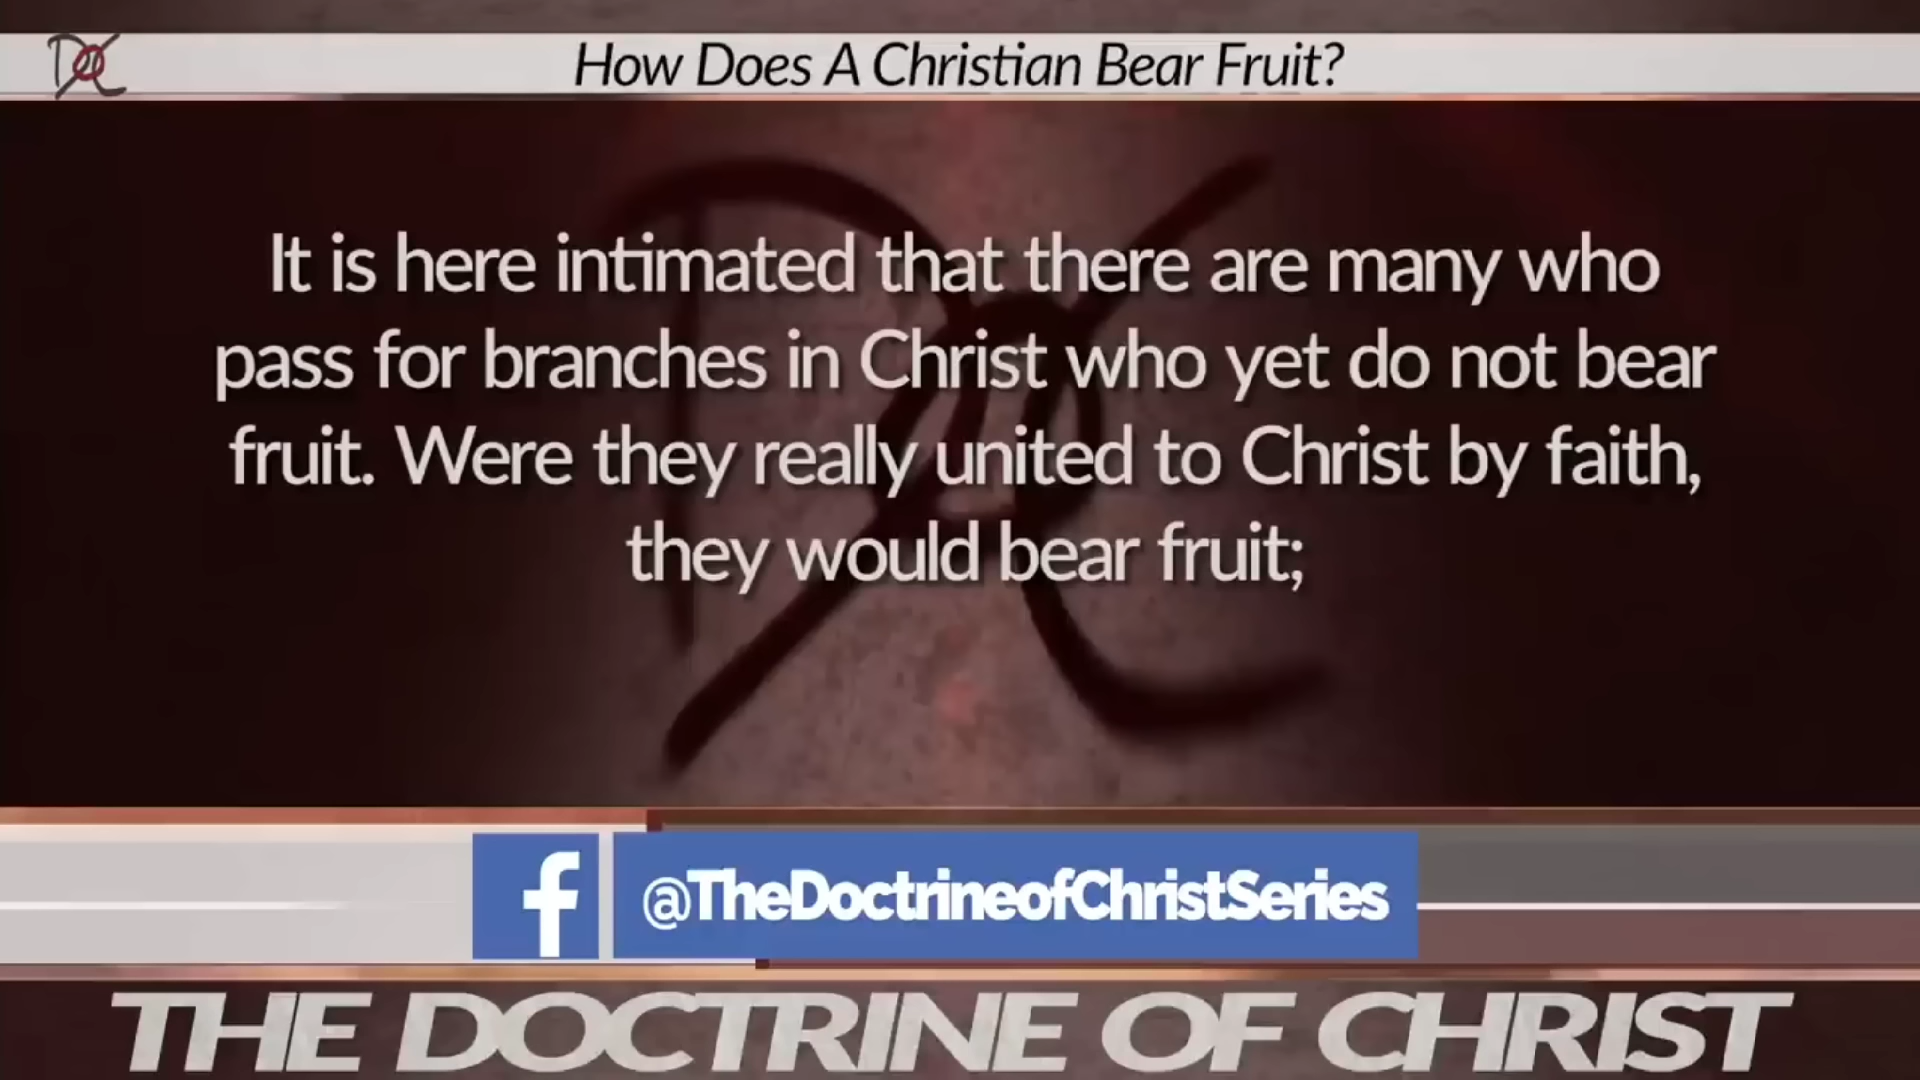 How Does A Christian Bear Fruit?
It is here intimated that there are many who
pass for branches in Christ who yet do not bear
fruit. Were they really united to Christ by faith,
they would bear fruit;
f @TheDoctrineofChristSeries
THE DOCTRINE OF CHRIST